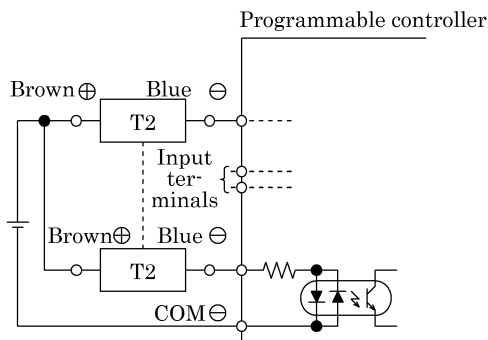 Programmable controller
Brown ⊕ Blue ⊖
T2
Input
ter-
minals
Brown ⊕ Blue ⊖
T2
COM ⊖